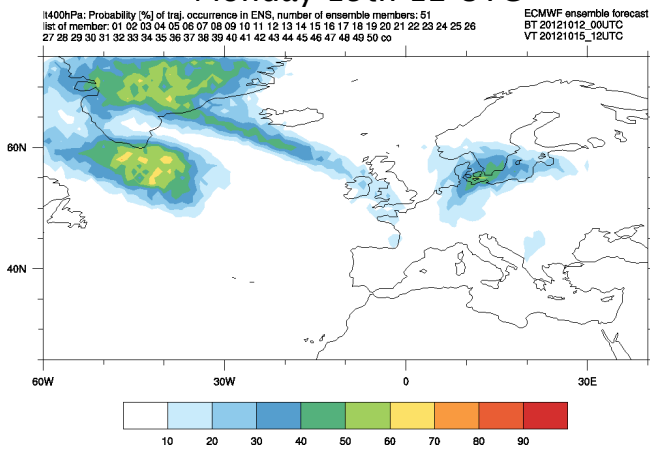 lt400hPa: Probability [%] of traj. occurrence in ENS, number of ensemble members: 51
list of member: 01 02 03 04 05 06 07 08 09 10 11 12 13 14 15 16 17 18 19 20 21 22 23 24 25 26
27 28 29 30 31 32 33 34 35 36 37 38 39 40 41 42 43 44 45 46 47 48 49 50 co
ECMWF ensemble forecast
BT 20121012_00UTC
VT 20121015_12UTC
60N
40N
60W 30W 0 30E
10 20 30 40 50 60 70 80 90